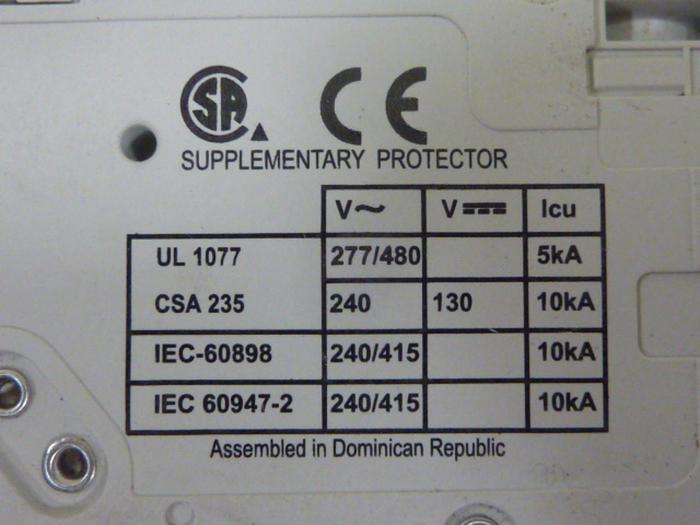 SA CE
SUPPLEMENTARY PROTECTOR
V~ V⎓ Icu
UL 1077 277/480 5kA
CSA 235 240 130 10kA
IEC-60898 240/415 10kA
IEC 60947-2 240/415 10kA
Assembled in Dominican Republic